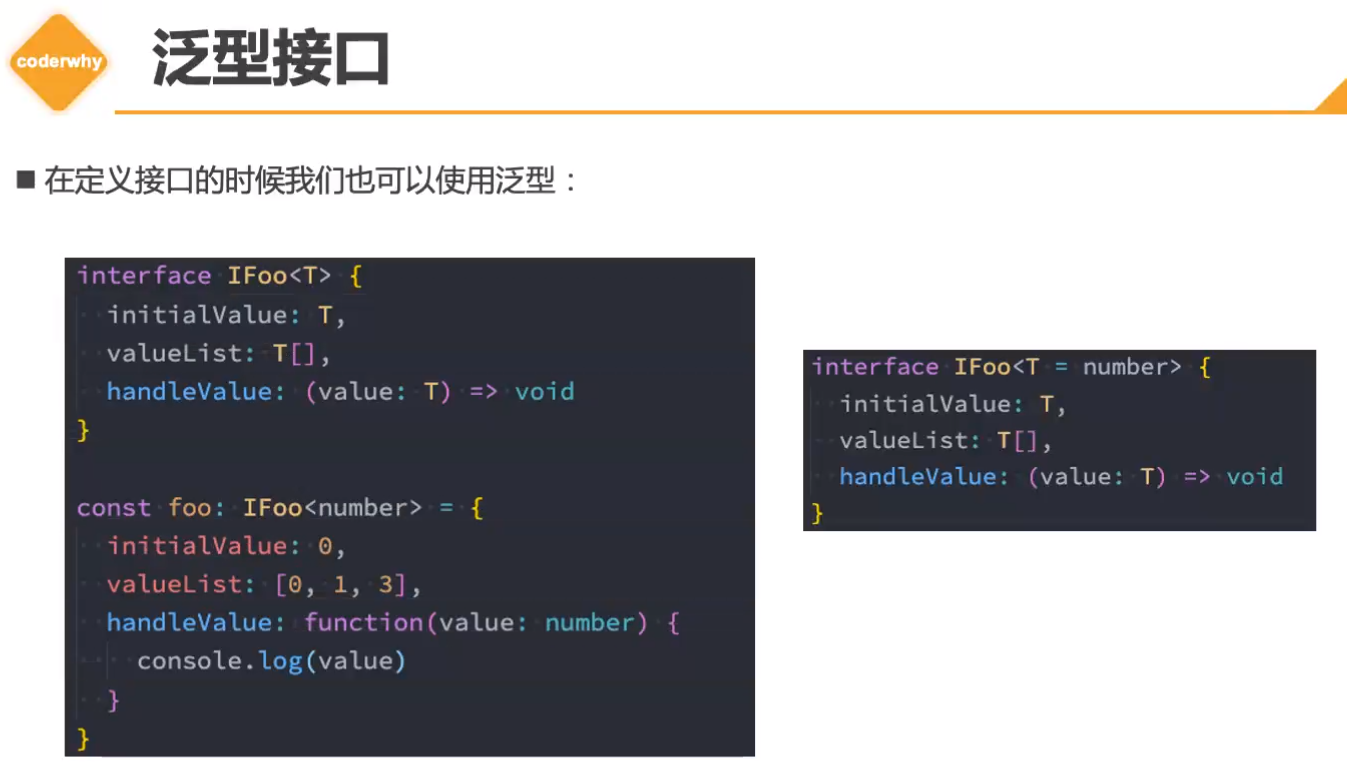 coderwhy
泛型接口
■ 在定义接口的时候我们也可以使用泛型：
interface IFoo<T> {
  initialValue: T,
  valueList: T[],
  handleValue: (value: T) => void
}
const foo: IFoo<number> = {
  initialValue: 0,
  valueList: [0, 1, 3],
  handleValue: function(value: number) {
    console.log(value)
  }
}
interface IFoo<T = number> {
  initialValue: T,
  valueList: T[],
  handleValue: (value: T) => void
}